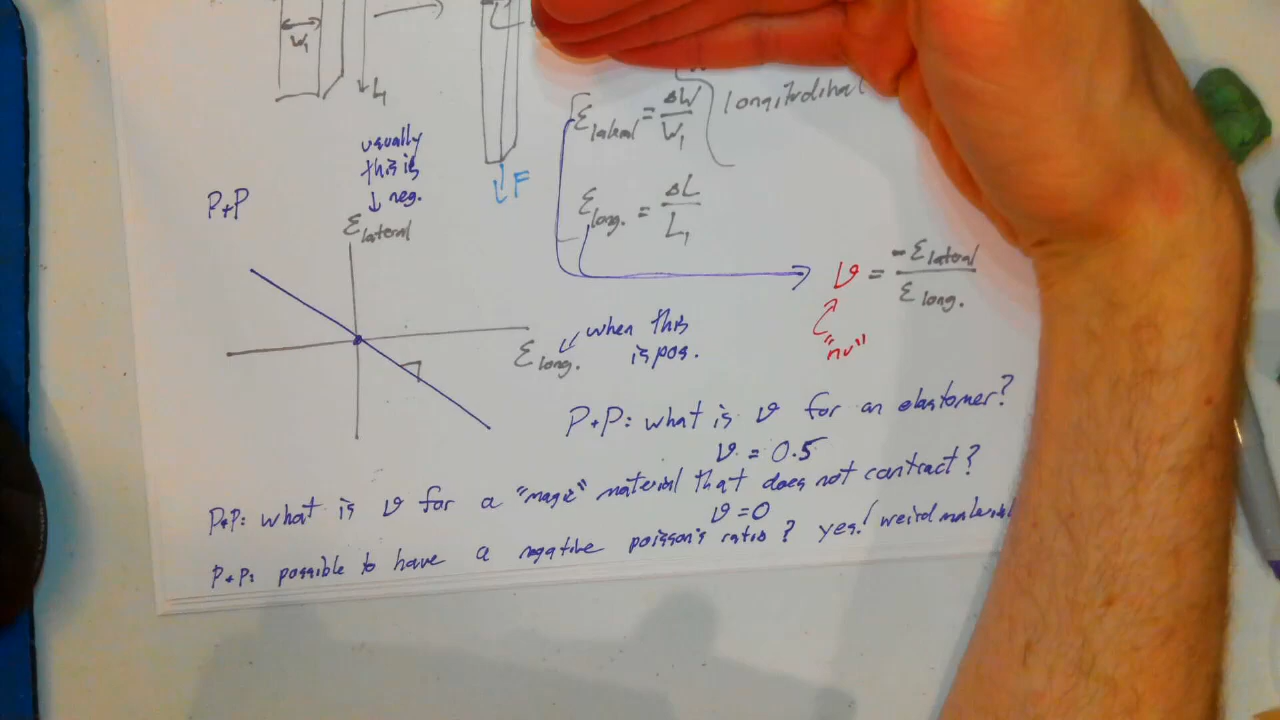 W₁
L₁
F
usually
this is
↓ neg.
P+P
ε lateral
ε long.
when this
is pos.
longitudinal
ε lateral = ΔW / W₁
ε long. = ΔL / L₁
ν = -ε lateral / ε long.
"nu"
P+P: what is ν for an elastomer?
ν = 0.5
P+P: what is ν for a "magic" material that does not contract?
ν = 0
P+P: possible to have a negative poisson's ratio? yes! weird material